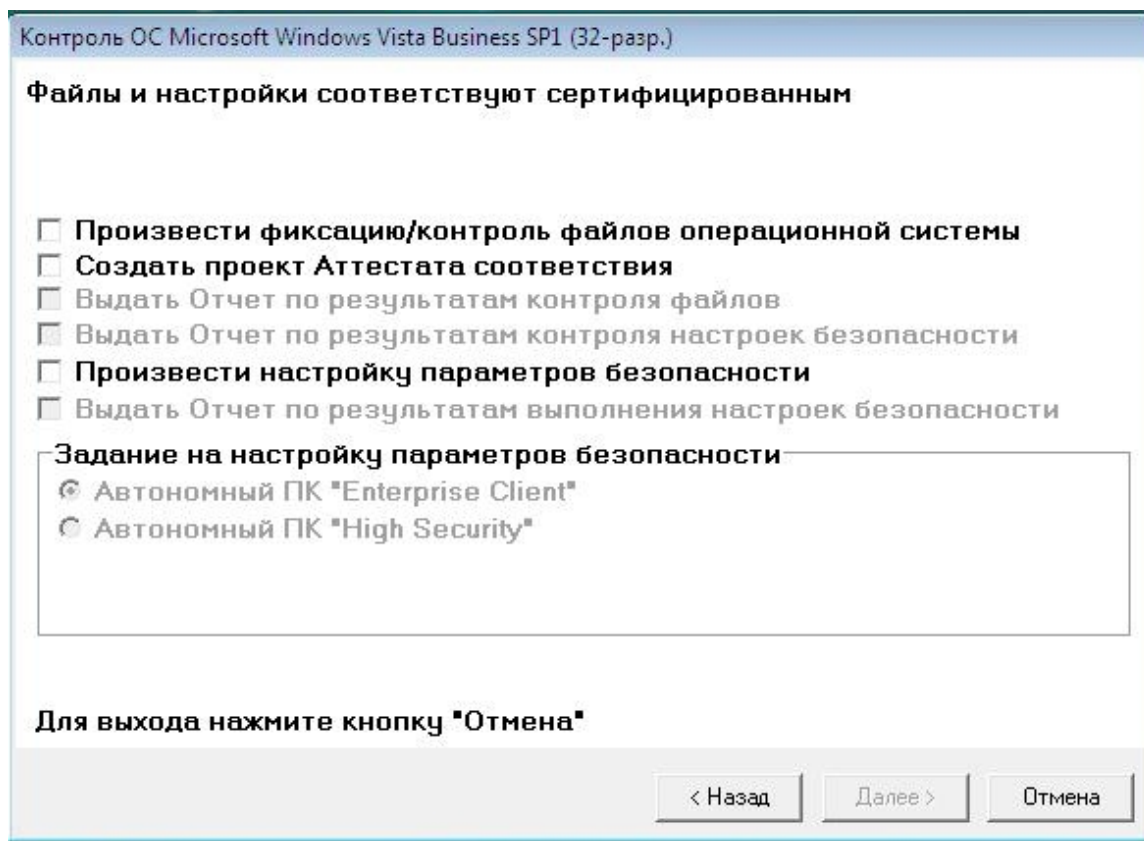 Контроль ОС Microsoft Windows Vista Business SP1 (32-разр.)
Файлы и настройки соответствуют сертифицированным
Произвести фиксацию/контроль файлов операционной системы
Создать проект Аттестата соответствия
Выдать Отчет по результатам контроля файлов
Выдать Отчет по результатам контроля настроек безопасности
Произвести настройку параметров безопасности
Выдать Отчет по результатам выполнения настроек безопасности
Задание на настройку параметров безопасности
Автономный ПК "Enterprise Client"
Автономный ПК "High Security"
Для выхода нажмите кнопку "Отмена"
< Назад Далее > Отмена